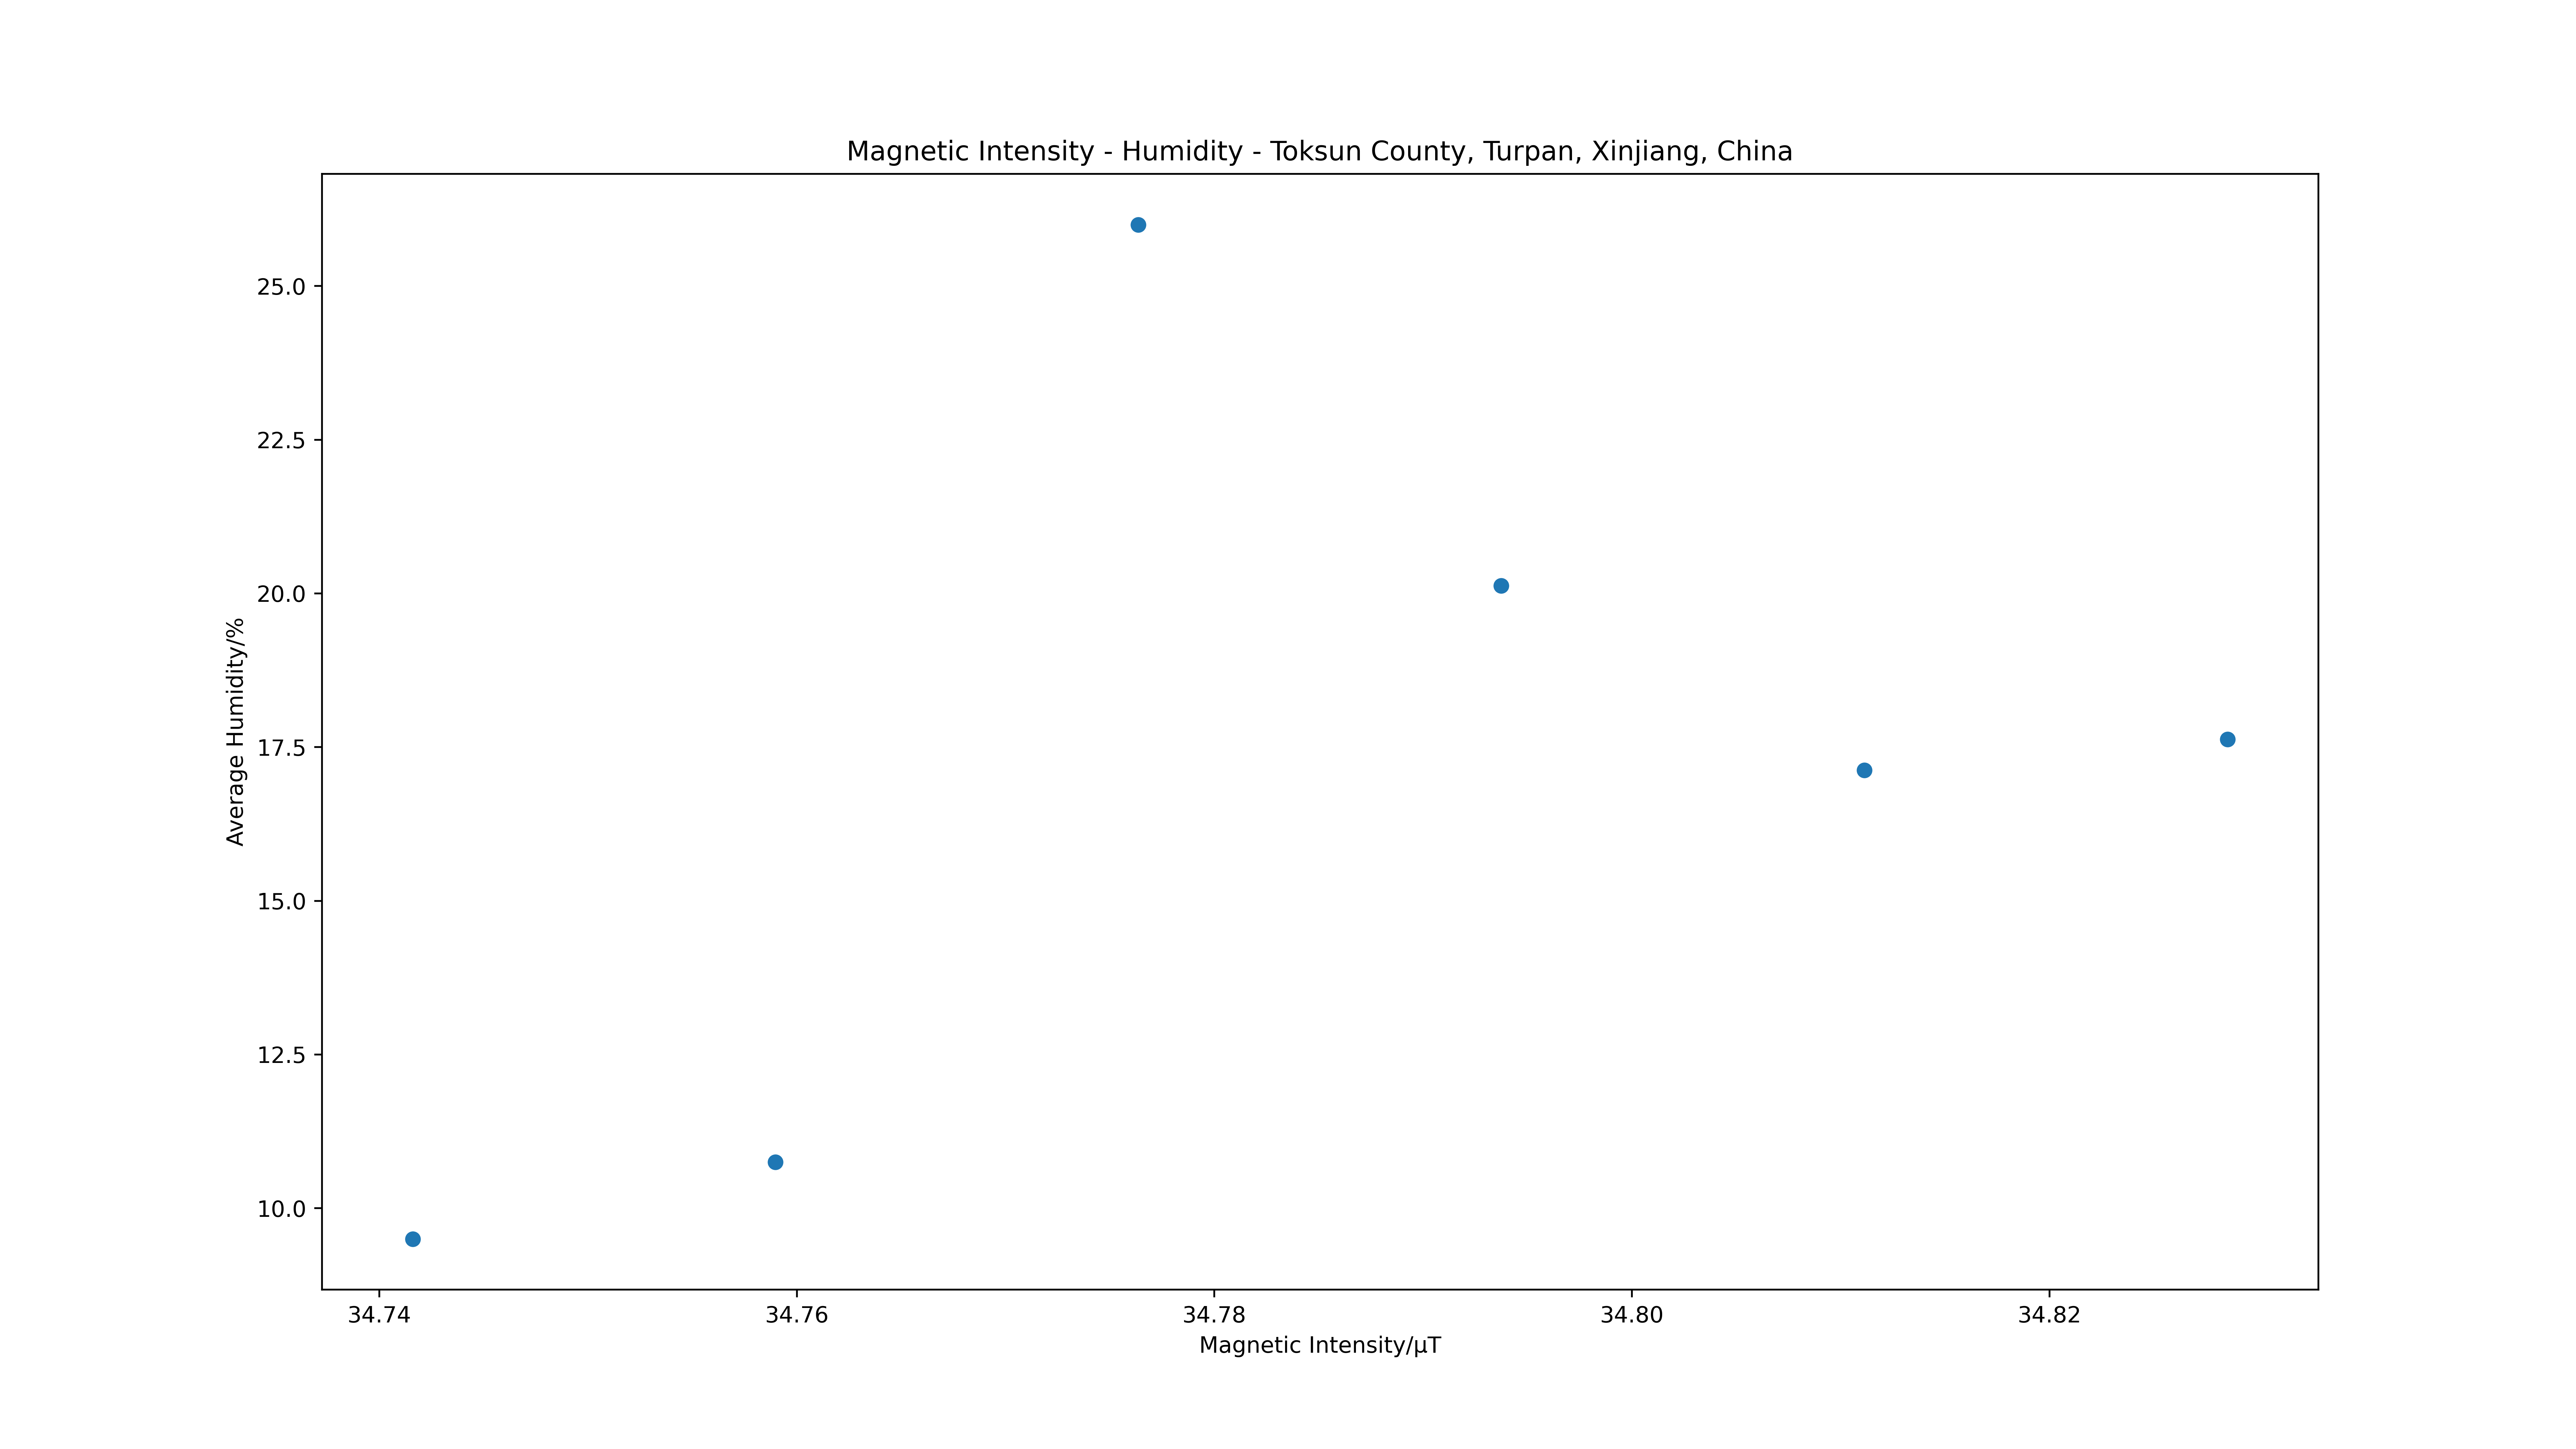 Magnetic Intensity - Humidity - Toksun County, Turpan, Xinjiang, China
Average Humidity/%
25.0
22.5
20.0
17.5
15.0
12.5
10.0
34.74 34.76 34.78 34.80 34.82
Magnetic Intensity/μT